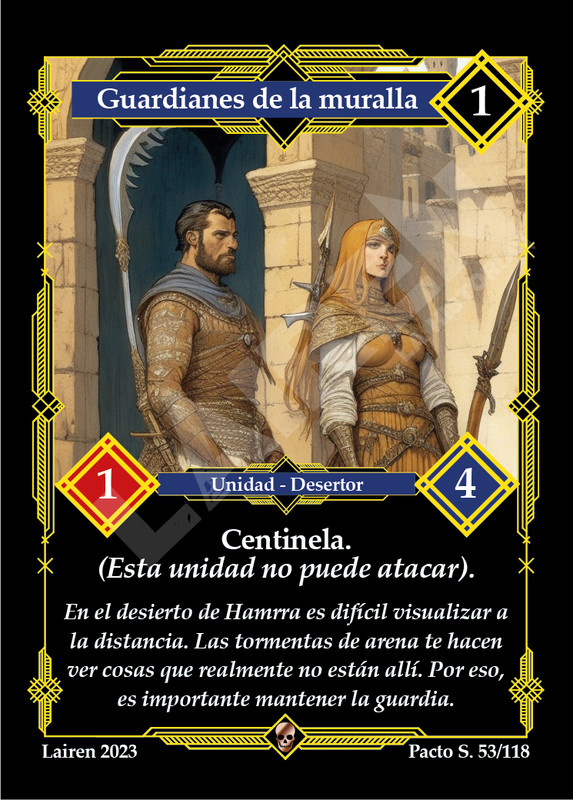 Guardianes de la muralla
1
1
Unidad - Desertor
4
Centinela.
(Esta unidad no puede atacar).
En el desierto de Hamrra es difícil visualizar a
la distancia. Las tormentas de arena te hacen
ver cosas que realmente no están allí. Por eso,
es importante mantener la guardia.
Lairen 2023
Pacto S. 53/118